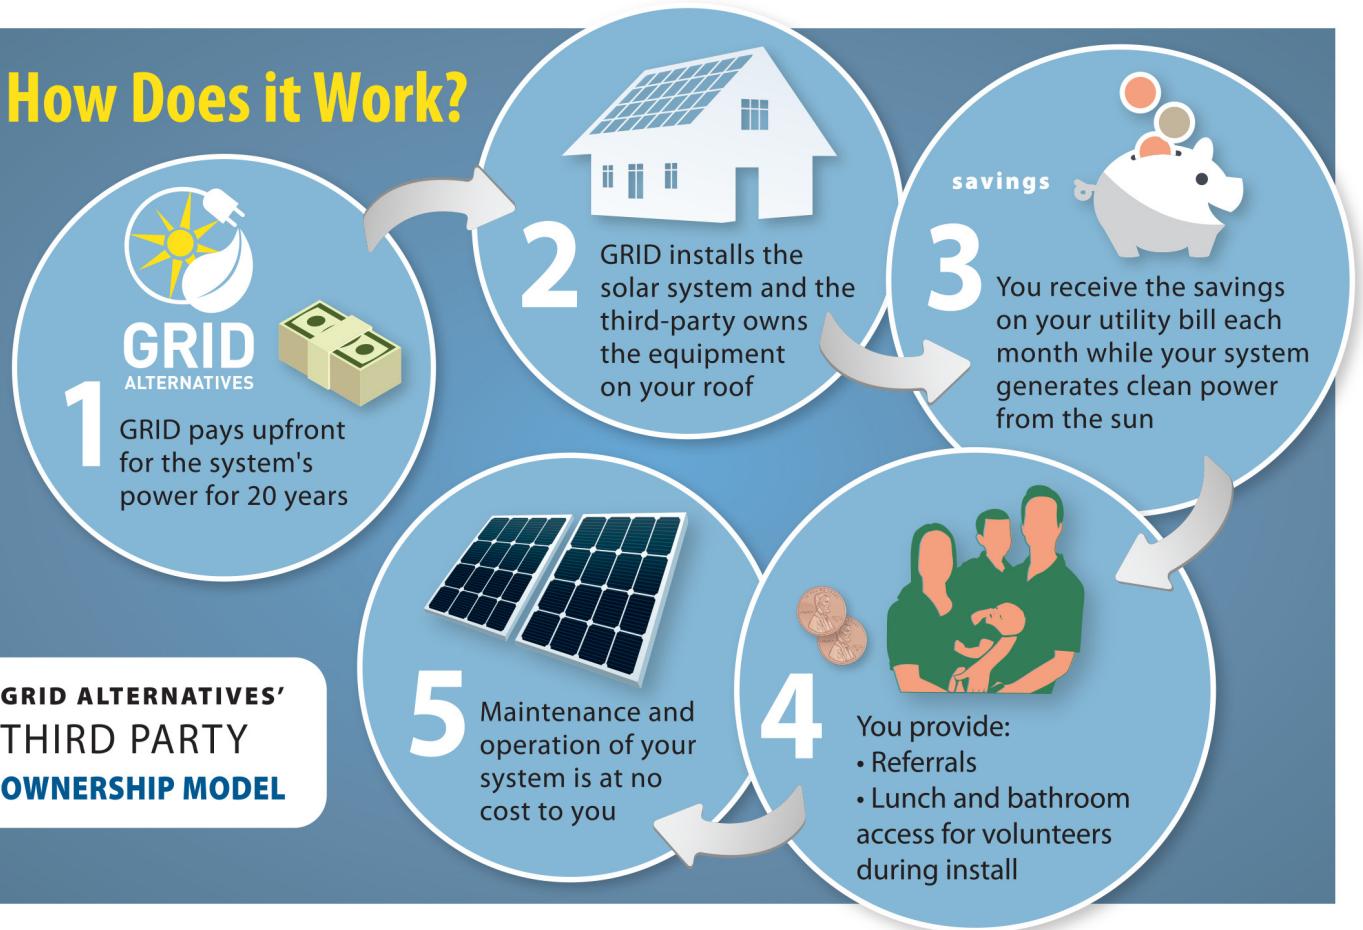 How Does it Work?
GRID
ALTERNATIVES
1
GRID pays upfront
for the system's
power for 20 years
2
GRID installs the
solar system and the
third-party owns
the equipment
on your roof
savings
3
You receive the savings
on your utility bill each
month while your system
generates clean power
from the sun
4
You provide:
• Referrals
• Lunch and bathroom
access for volunteers
during install
5
Maintenance and
operation of your
system is at no
cost to you
GRID ALTERNATIVES’
THIRD PARTY
OWNERSHIP MODEL